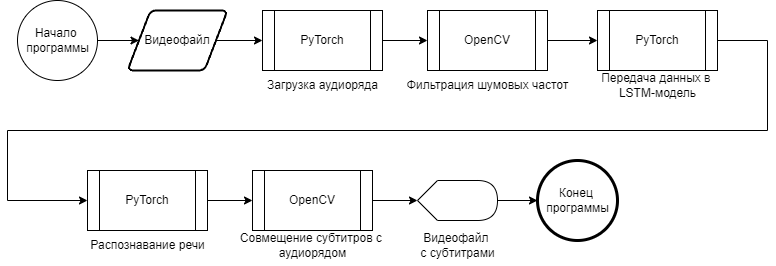 Начало
программы
Видеофайл
PyTorch
Загрузка аудиоряда
OpenCV
Фильтрация шумовых частот
PyTorch
Передача данных в
LSTM-модель
PyTorch
Распознавание речи
OpenCV
Совмещение субтитров с
аудиорядом
Видеофайл
с субтитрами
Конец
программы